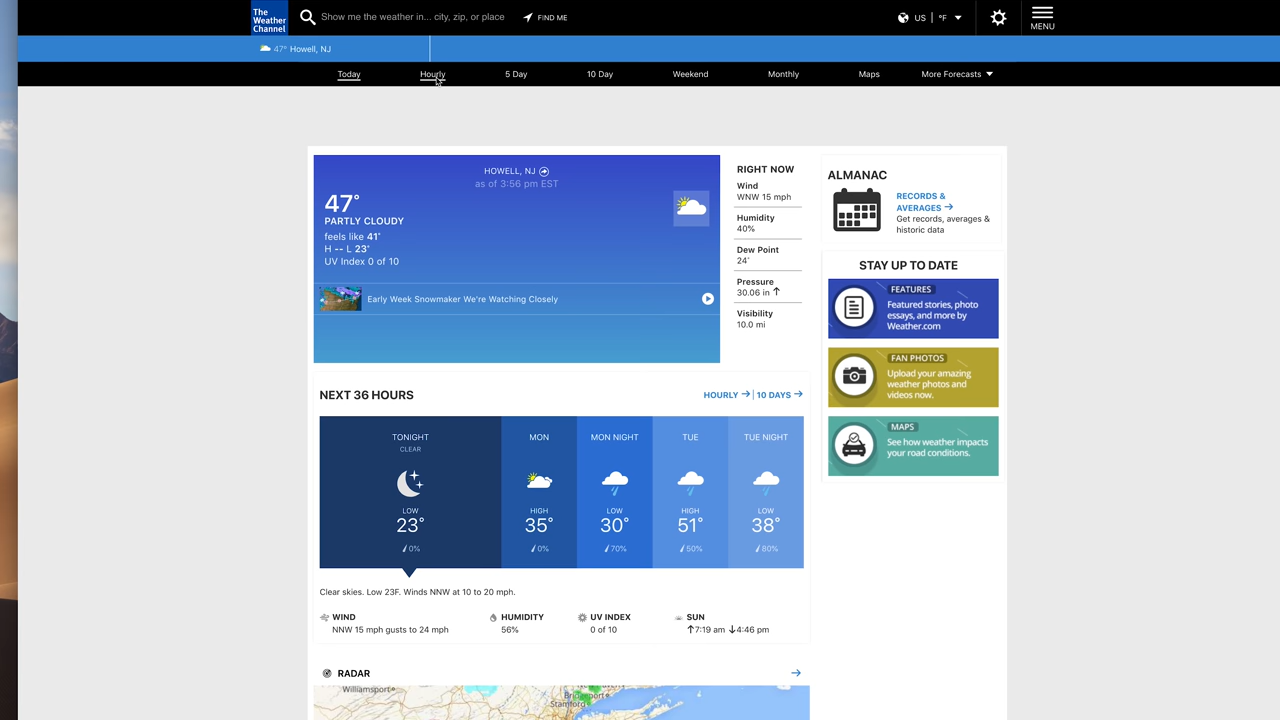 The
Weather
Channel
Show me the weather in... city, zip, or place
FIND ME
US | °F
MENU
47° Howell, NJ
Today
Hourly
5 Day
10 Day
Weekend
Monthly
Maps
More Forecasts
HOWELL, NJ
as of 3:56 pm EST
47°
PARTLY CLOUDY
feels like 41°
H -- L 23°
UV Index 0 of 10
Early Week Snowmaker We're Watching Closely
RIGHT NOW
Wind
WNW 15 mph
Humidity
40%
Dew Point
24°
Pressure
30.06 in ↑
Visibility
10.0 mi
ALMANAC
RECORDS &
AVERAGES →
Get records, averages &
historic data
STAY UP TO DATE
FEATURES
Featured stories, photo
essays, and more by
Weather.com
FAN PHOTOS
Upload your amazing
weather photos and
videos now.
MAPS
See how weather impacts
your road conditions.
NEXT 36 HOURS
HOURLY → | 10 DAYS →
TONIGHT
CLEAR
LOW
23°
0%
MON
HIGH
35°
0%
MON NIGHT
LOW
30°
70%
TUE
HIGH
51°
50%
TUE NIGHT
LOW
38°
80%
Clear skies. Low 23F. Winds NNW at 10 to 20 mph.
WIND
NNW 15 mph gusts to 24 mph
HUMIDITY
56%
UV INDEX
0 of 10
SUN
↑7:19 am ↓4:46 pm
RADAR
Williamsport
Bridgeport
Stamford